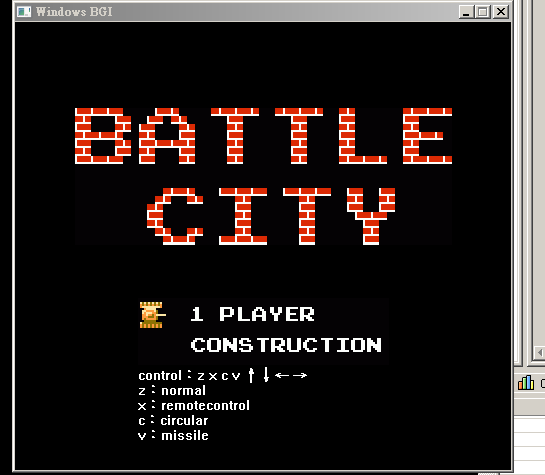 Windows BGI
BATTLE
CITY
1 PLAYER
CONSTRUCTION
control：z x c v ↑ ↓ ← →
z：normal
x：remotecontrol
c：circular
v：missile